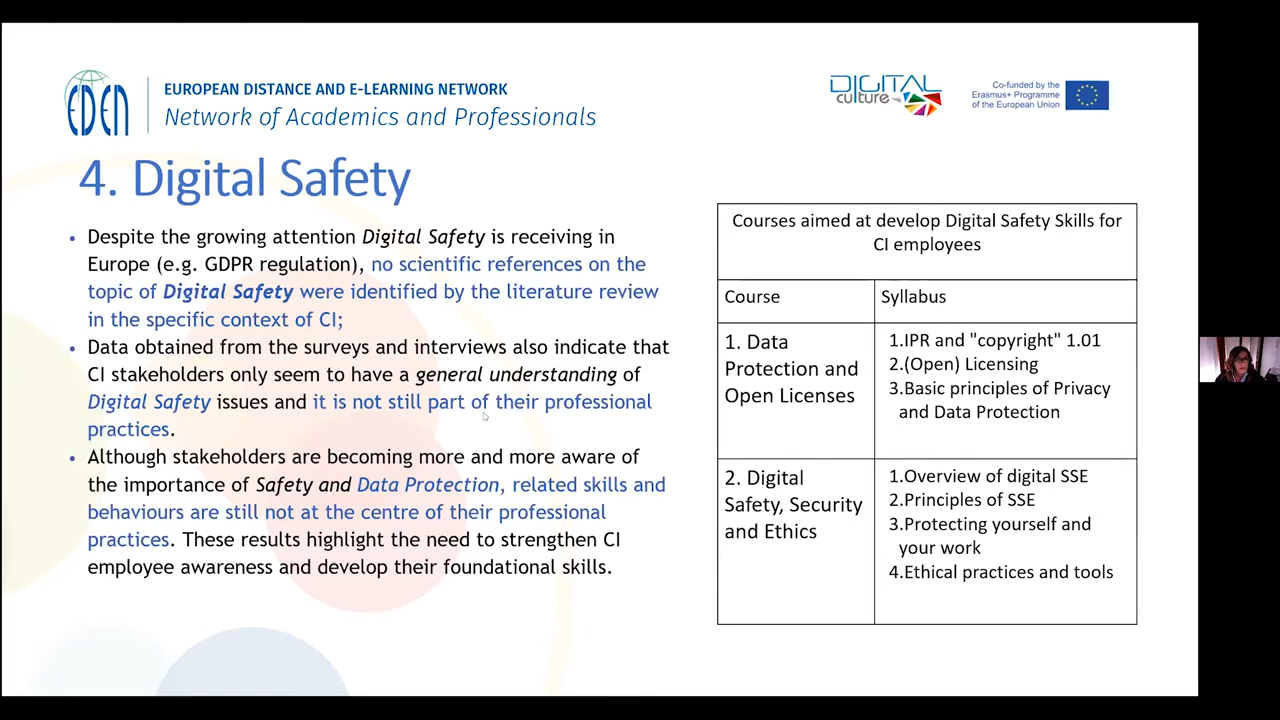 EDEN
EUROPEAN DISTANCE AND E-LEARNING NETWORK
Network of Academics and Professionals
DIGITAL
culture
Co-funded by the
Erasmus+ Programme
of the European Union
4. Digital Safety
• Despite the growing attention Digital Safety is receiving in
Europe (e.g. GDPR regulation), no scientific references on the
topic of Digital Safety were identified by the literature review
in the specific context of CI;
• Data obtained from the surveys and interviews also indicate that
CI stakeholders only seem to have a general understanding of
Digital Safety issues and it is not still part of their professional
practices.
• Although stakeholders are becoming more and more aware of
the importance of Safety and Data Protection, related skills and
behaviours are still not at the centre of their professional
practices. These results highlight the need to strengthen CI
employee awareness and develop their foundational skills.
Courses aimed at develop Digital Safety Skills for
CI employees
Course
Syllabus
1. Data
Protection and
Open Licenses
1.IPR and "copyright" 1.01
2.(Open) Licensing
3.Basic principles of Privacy
and Data Protection
2. Digital
Safety, Security
and Ethics
1.Overview of digital SSE
2.Principles of SSE
3.Protecting yourself and
your work
4.Ethical practices and tools